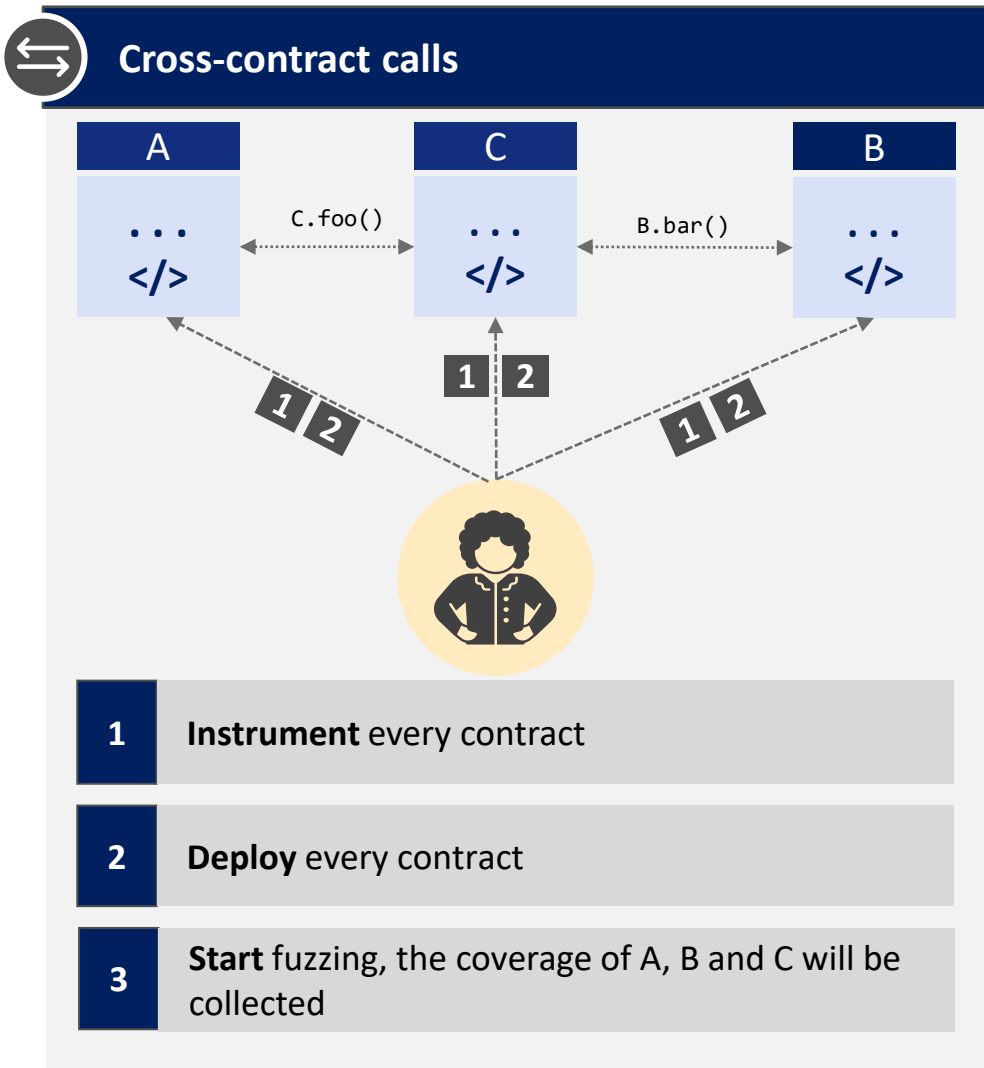 Cross-contract calls
A
C
B
C.foo()
B.bar()
...
</>
...
</>
...
</>
1 2
1 2
1 2
1
Instrument every contract
2
Deploy every contract
3
Start fuzzing, the coverage of A, B and C will be
collected